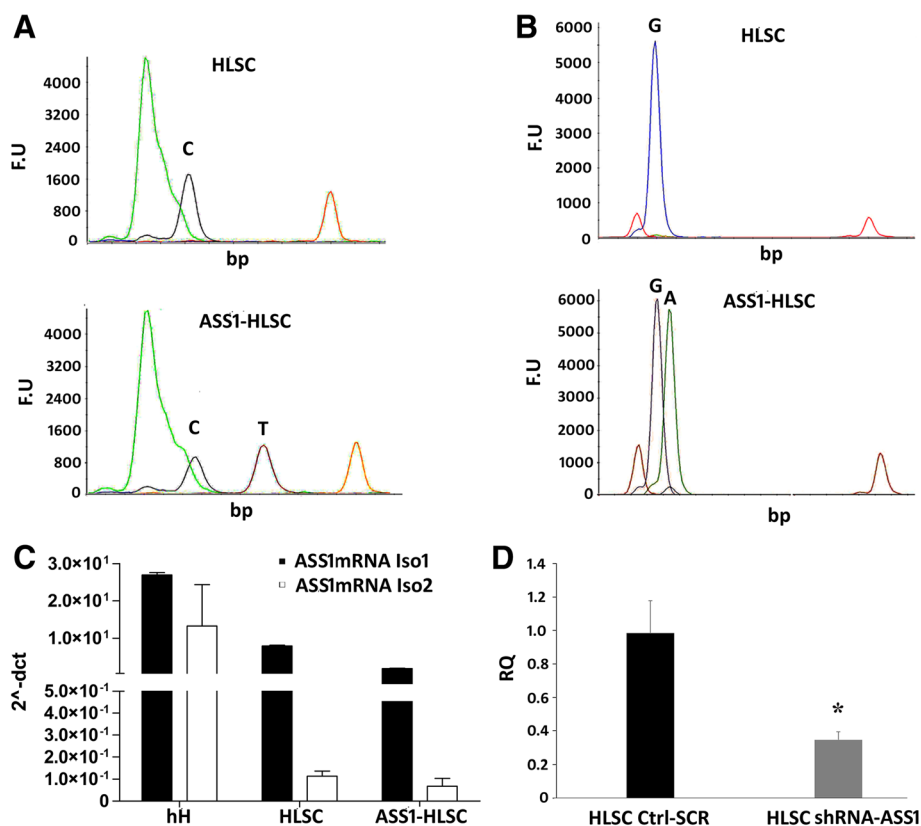 A
HLSC
F.U
4000
3200
2400
1600
800
0
C
bp
ASS1-HLSC
F.U
4000
3200
2400
1600
800
0
C
T
bp
B
HLSC
F.U
6000
5000
4000
3000
2000
1000
0
G
bp
ASS1-HLSC
F.U
6000
5000
4000
3000
2000
1000
0
G
A
bp
C
2^-dct
3.0×10¹
2.0×10¹
1.0×10¹
5.0×10⁻¹
4.0×10⁻¹
3.0×10⁻¹
2.0×10⁻¹
1.0×10⁻¹
0
ASS1mRNA Iso1
ASS1mRNA Iso2
hH
HLSC
ASS1-HLSC
D
RQ
1.4
1.2
1.0
0.8
0.6
0.4
0.2
0
*
HLSC Ctrl-SCR
HLSC shRNA-ASS1